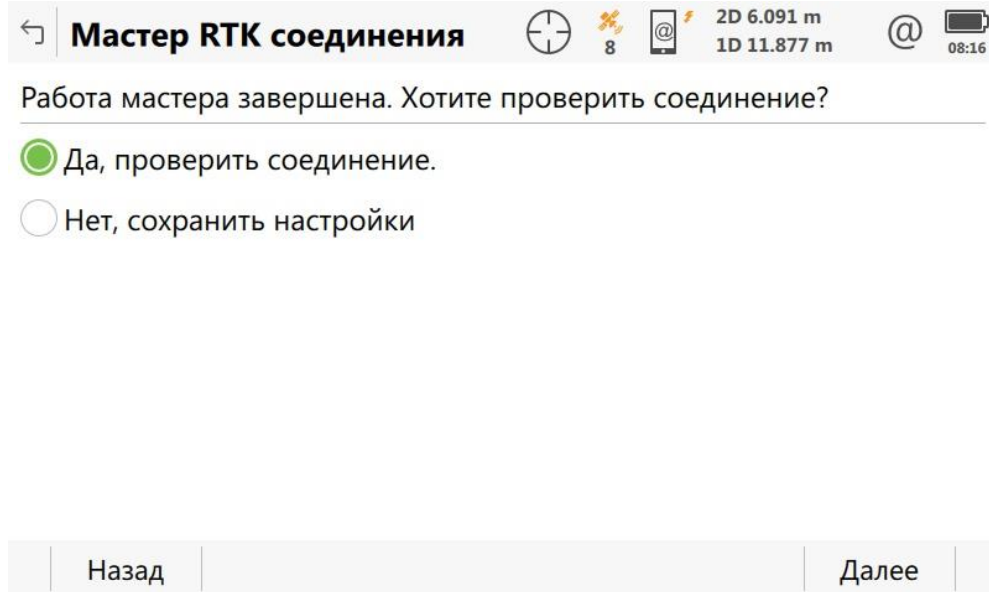 Мастер RTK соединения
8
@
2D 6.091 m
1D 11.877 m
@
08:16
Работа мастера завершена. Хотите проверить соединение?
Да, проверить соединение.
Нет, сохранить настройки
Назад
Далее